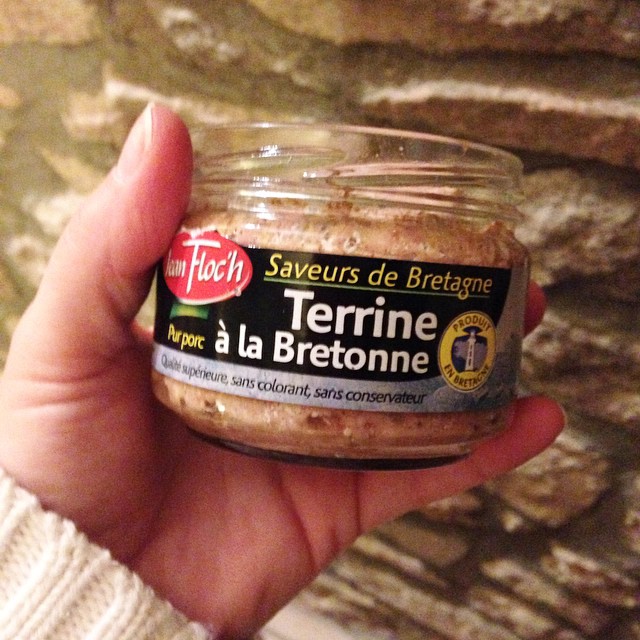 Jean Floc'h
Saveurs de Bretagne
Terrine
à la Bretonne
Pur porc
Qualité supérieure, sans colorant, sans conservateur
PRODUIT
EN BRETAGNE